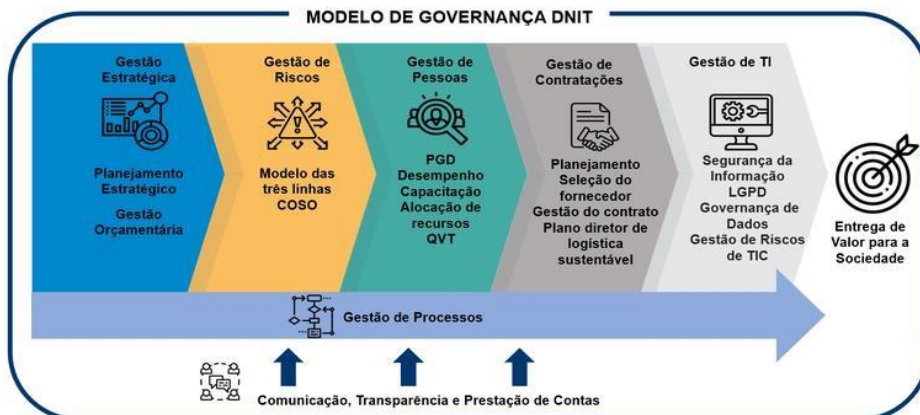 MODELO DE GOVERNANÇA DNIT
Gestão
Estratégica
Planejamento
Estratégico
Gestão
Orçamentária
Gestão de
Riscos
Modelo das
três linhas
COSO
Gestão de
Pessoas
PGD
Desempenho
Capacitação
Alocação de
recursos
QVT
Gestão de
Contratações
Planejamento
Seleção do
fornecedor
Gestão do contrato
Plano diretor de
logística
sustentável
Gestão de TI
Segurança da
Informação
LGPD
Governança de
Dados
Gestão de Riscos
de TIC
Entrega de
Valor para a
Sociedade
Gestão de Processos
Comunicação, Transparência e Prestação de Contas